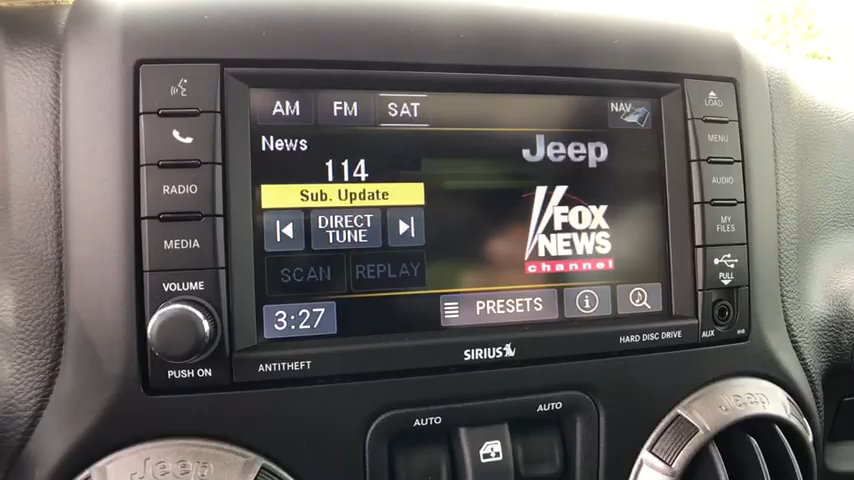 AM FM SAT NAV
News
Jeep
114
Sub. Update
DIRECT
TUNE
FOX
NEWS
channel
SCAN REPLAY
3:27
PRESETS
RADIO
MEDIA
VOLUME
PUSH ON
LOAD
MENU
AUDIO
MY
FILES
PULL
AUX
ANTITHEFT
SIRIUS
HARD DISC DRIVE
AUTO
AUTO
Jeep
Jeep